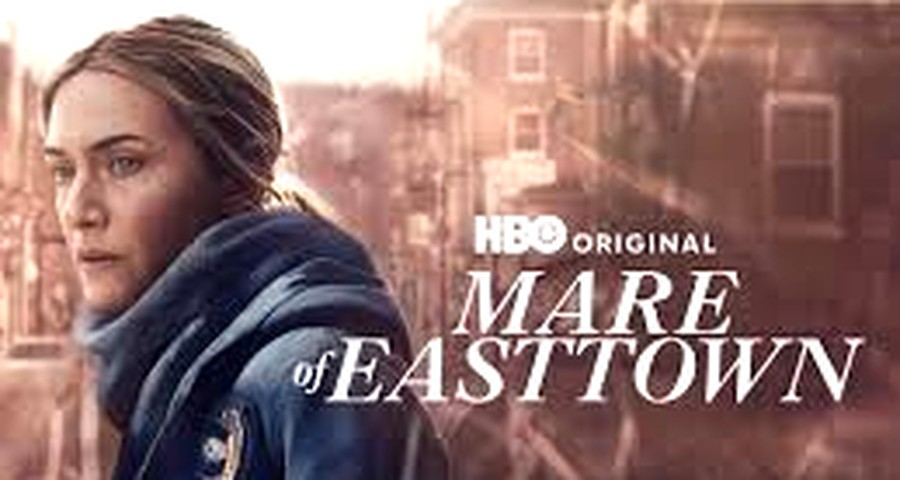 HBO ORIGINAL
MARE
of EASTTOWN